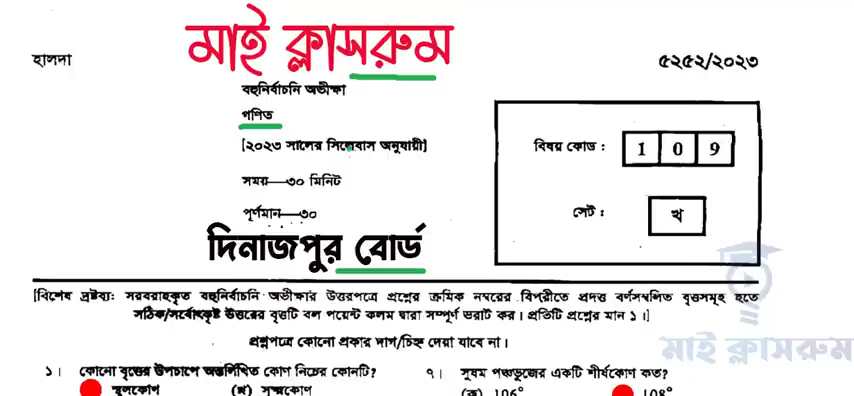 মাই ক্লাসরুম
হালদা
৫২৫২/২০২৩
বহুনির্বাচনি অভীক্ষা
গণিত
[২০২৩ সালের সিলেবাস অনুযায়ী]
সময়—৩০ মিনিট
পূর্ণমান—৩০
বিষয় কোড : 1 0 9
সেট : খ
দিনাজপুর বোর্ড
[বিশেষ দ্রষ্টব্য: সরবরাহকৃত বহুনির্বাচনি অভীক্ষার উত্তরপত্রে প্রশ্নের ক্রমিক নম্বরের বিপরীতে প্রদত্ত বর্ণসম্বলিত বৃত্তসমূহ হতে
সঠিক/সর্বোৎকৃষ্ট উত্তরের বৃত্তটি বল পয়েন্ট কলম দ্বারা সম্পূর্ণ ভরাট কর। প্রতিটি প্রশ্নের মান ১।]
প্রশ্নপত্রে কোনো প্রকার দাগ/চিহ্ন দেয়া যাবে না।
মাই ক্লাসরুম
১। কোনো বৃত্তের উপচাপে অন্তর্লিখিত কোণ নিচের কোনটি?
স্থূলকোণ (খ) সূক্ষ্মকোণ
৭। সুষম পঞ্চভুজের একটি শীর্ষকোণ কত?
(ক) 106° 108°